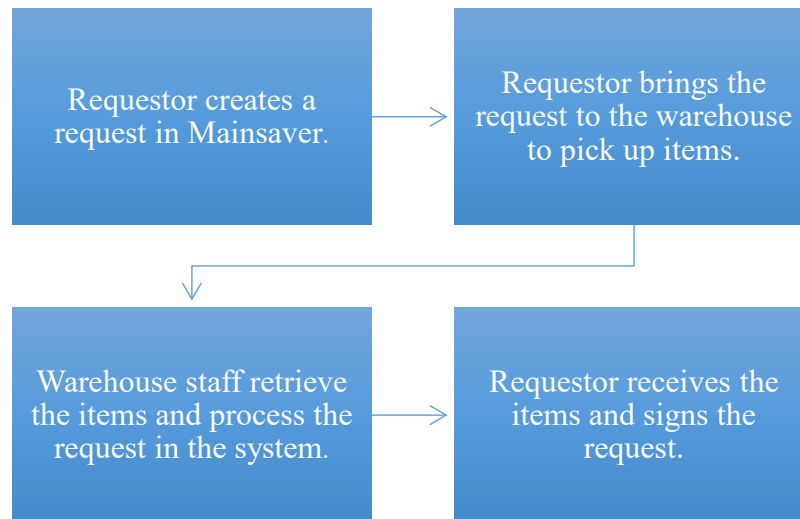 Requestor creates a
request in Mainsaver.
Requestor brings the
request to the warehouse
to pick up items.
Warehouse staff retrieve
the items and process the
request in the system.
Requestor receives the
items and signs the
request.